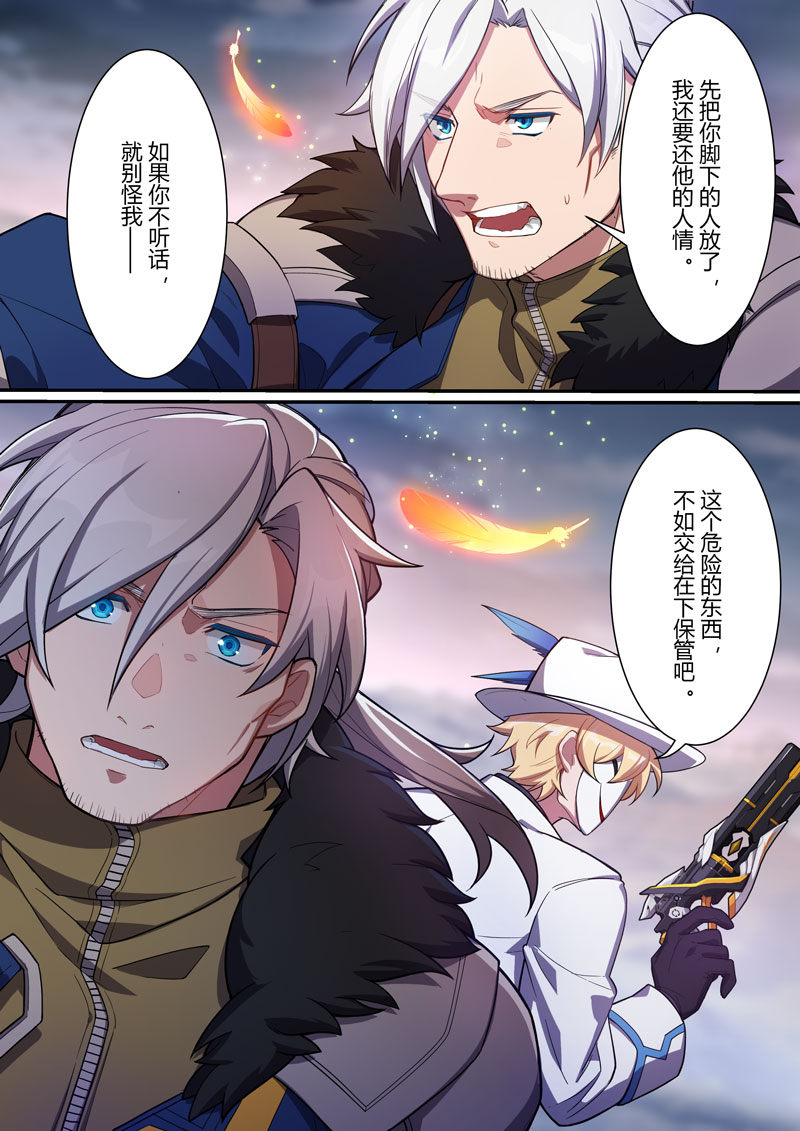 先把你脚下的人放了，
我还要还他的人情。
如果你不听话，
就别怪我——
这个危险的东西，
不如交给在下保管吧。